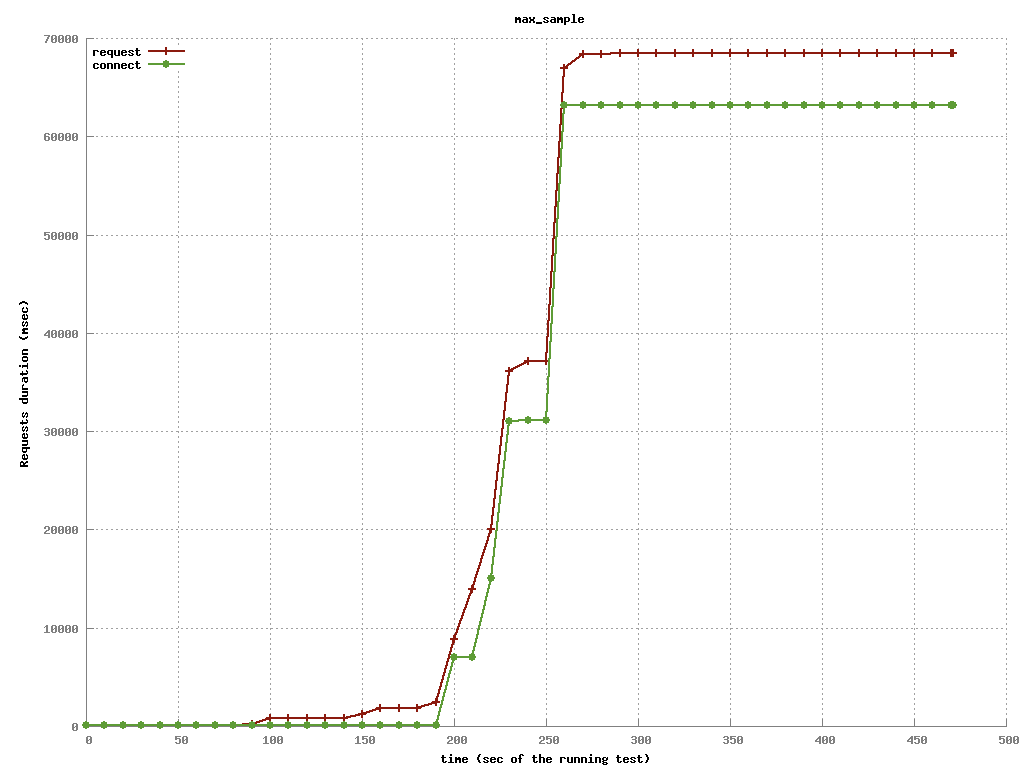 max_sample
request
connect
70000
60000
50000
40000
30000
20000
10000
0
Requests duration (msec)
0 50 100 150 200 250 300 350 400 450 500
time (sec of the running test)